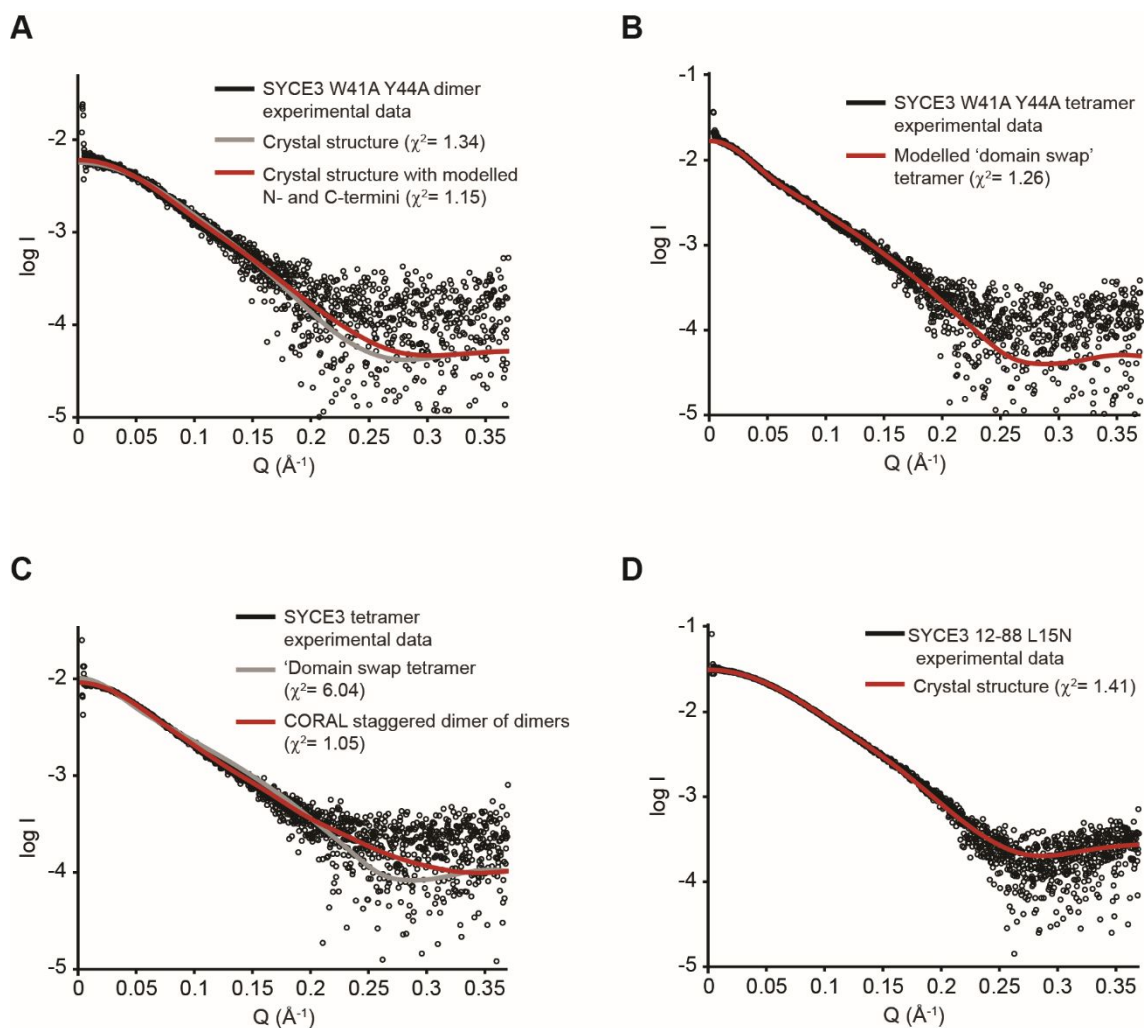 A
SYCE3 W41A Y44A dimer
experimental data
Crystal structure (χ²= 1.34)
Crystal structure with modelled
N- and C-termini (χ²= 1.15)
-2
-3
-4
-5
log I
0 0.05 0.1 0.15 0.2 0.25 0.3 0.35
Q (Å⁻¹)
B
SYCE3 W41A Y44A tetramer
experimental data
Modelled ‘domain swap’
tetramer (χ²= 1.26)
-1
-2
-3
-4
-5
log I
0 0.05 0.1 0.15 0.2 0.25 0.3 0.35
Q (Å⁻¹)
C
SYCE3 tetramer
experimental data
‘Domain swap tetramer
(χ²= 6.04)
CORAL staggered dimer of dimers
(χ²= 1.05)
-2
-3
-4
-5
log I
0 0.05 0.1 0.15 0.2 0.25 0.3 0.35
Q (Å⁻¹)
D
SYCE3 12-88 L15N
experimental data
Crystal structure (χ²= 1.41)
-1
-2
-3
-4
-5
log I
0 0.05 0.1 0.15 0.2 0.25 0.3 0.35
Q (Å⁻¹)